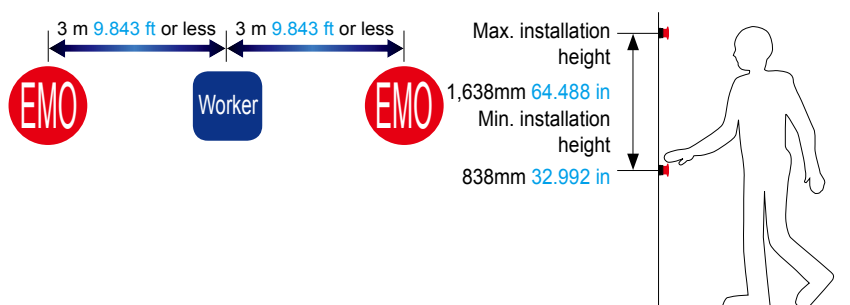 3 m 9.843 ft or less 3 m 9.843 ft or less
EMO Worker EMO
Max. installation
height
1,638mm 64.488 in
Min. installation
height
838mm 32.992 in